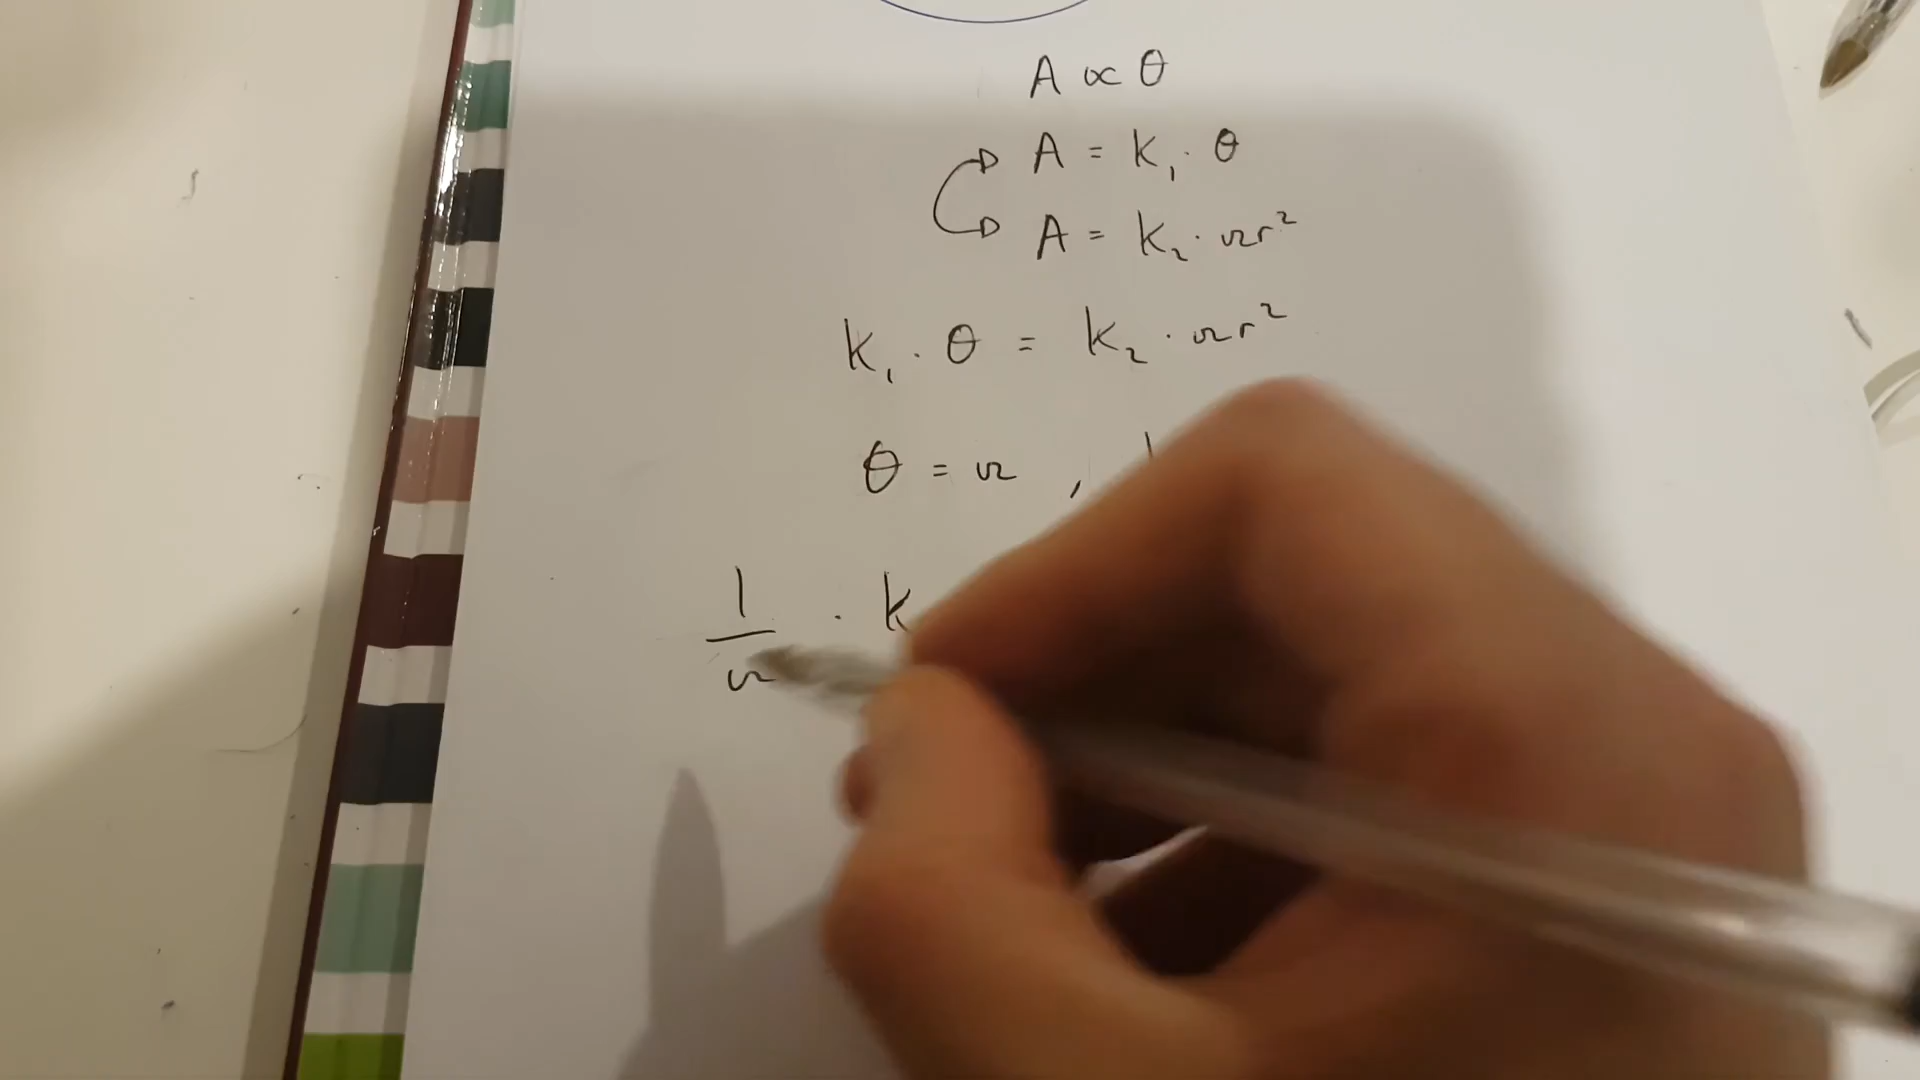 A ∝ θ
A = k₁ · θ
A = k₂ · πr²
k₁ · θ = k₂ · πr²
θ = π ,
1/π · k